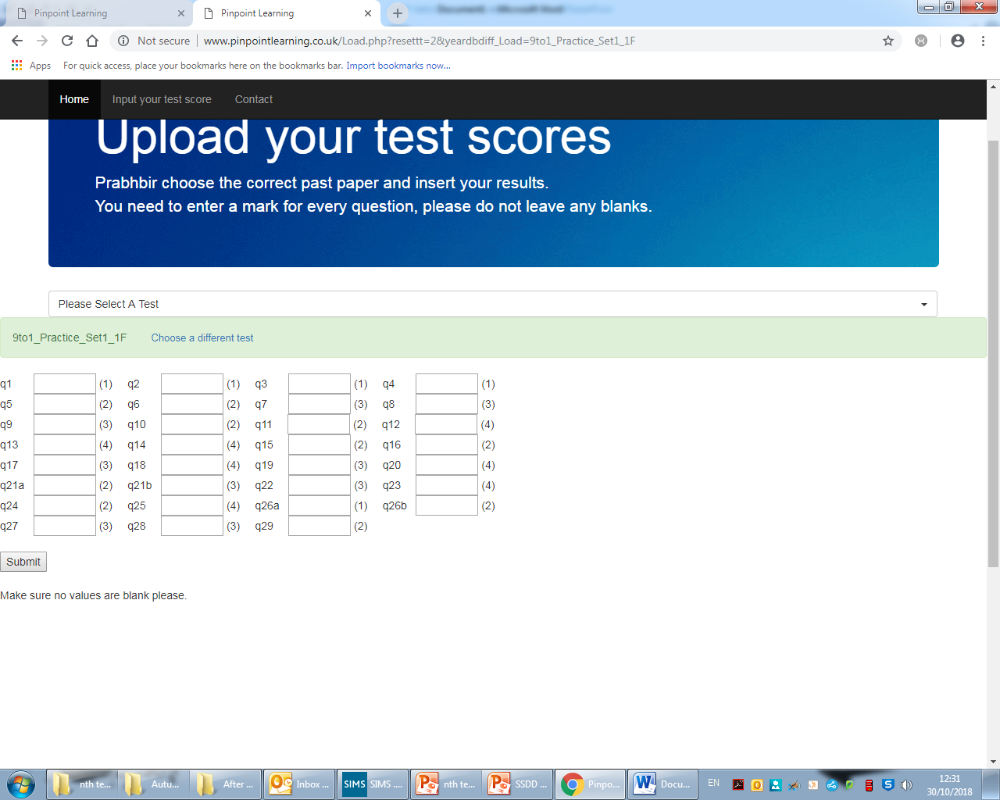 Pinpoint Learning
Pinpoint Learning
Not secure
www.pinpointlearning.co.uk/Load.php?resettt=2&yeardbdiff_Load=9to1_Practice_Set1_1F
Apps For quick access, place your bookmarks here on the bookmarks bar. Import bookmarks now...
Home Input your test score Contact
Upload your test scores
Prabhbir choose the correct past paper and insert your results.
You need to enter a mark for every question, please do not leave any blanks.
Please Select A Test
9to1_Practice_Set1_1F Choose a different test
q1 (1) q2 (1) q3 (1) q4 (1)
q5 (2) q6 (2) q7 (3) q8 (3)
q9 (3) q10 (2) q11 (2) q12 (4)
q13 (4) q14 (4) q15 (2) q16 (2)
q17 (3) q18 (4) q19 (3) q20 (4)
q21a (2) q21b (3) q22 (3) q23 (4)
q24 (2) q25 (4) q26a (1) q26b (2)
q27 (3) q28 (3) q29 (2)
Submit
Make sure no values are blank please.
nth te... Autu... After ... Inbox ... SIMS SIMS .... nth te... SSDD ... Pinpo... Docu... EN 12:31
30/10/2018